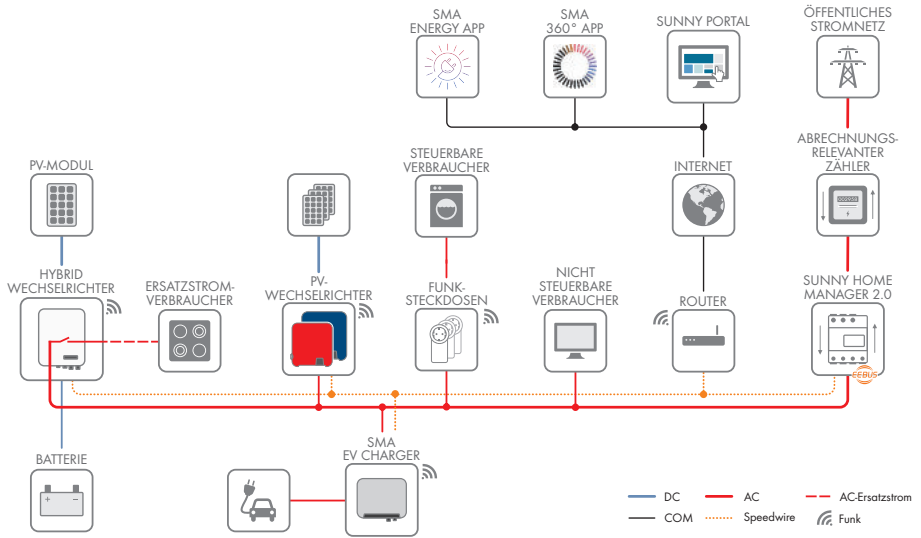 SMA
ENERGY APP
SMA
360° APP
SUNNY PORTAL
ÖFFENTLICHES
STROMNETZ
STEUERBARE
VERBRAUCHER
INTERNET
ABRECHNUNGS-
RELEVANTER
ZÄHLER
PV-MODUL
HYBRID
WECHSELRICHTER
ERSATZSTROM-
VERBRAUCHER
PV-
WECHSELRICHTER
FUNK-
STECKDOSEN
NICHT
STEUERBARE
VERBRAUCHER
ROUTER
SUNNY HOME
MANAGER 2.0
EEBUS
BATTERIE
+ −
SMA
EV CHARGER
DC
AC
AC-Ersatzstrom
COM
Speedwire
Funk